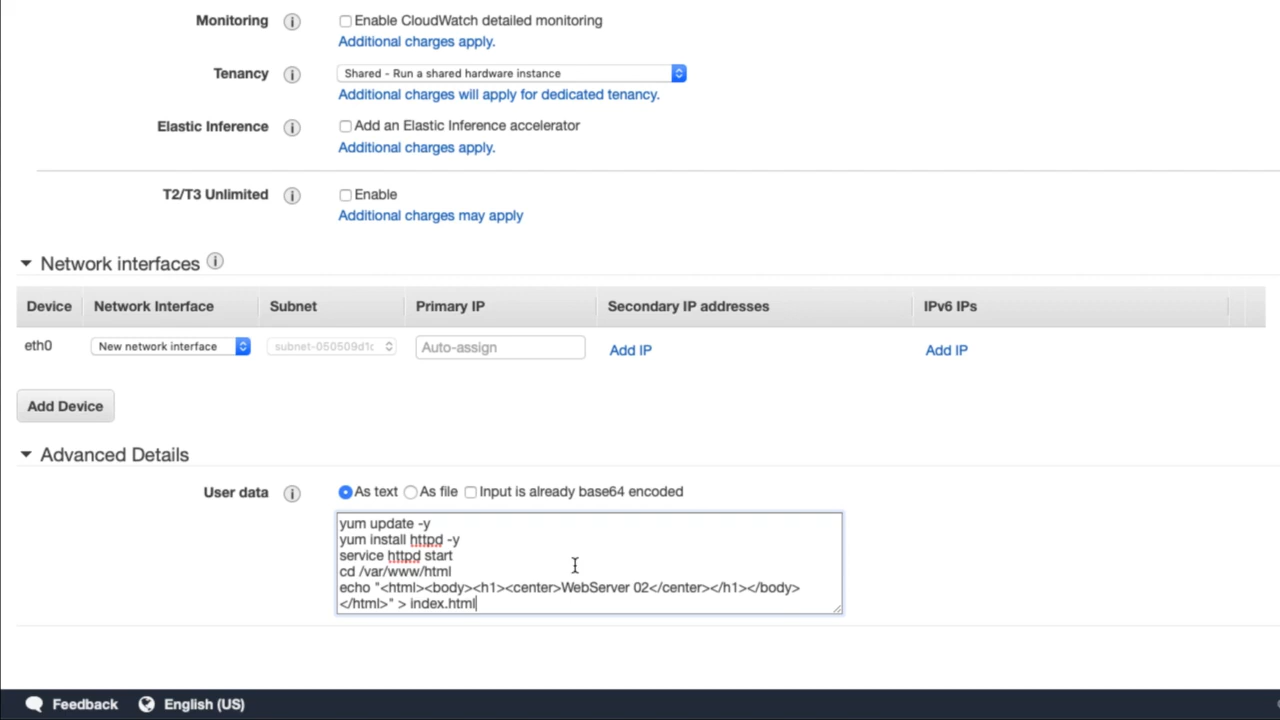 Monitoring i Enable CloudWatch detailed monitoring
Additional charges apply.
Tenancy i Shared - Run a shared hardware instance
Additional charges will apply for dedicated tenancy.
Elastic Inference i Add an Elastic Inference accelerator
Additional charges apply.
T2/T3 Unlimited i Enable
Additional charges may apply
Network interfaces i
Device Network Interface Subnet Primary IP Secondary IP addresses IPv6 IPs
eth0 New network interface subnet-050509d1c Auto-assign Add IP Add IP
Add Device
Advanced Details
User data i As text As file Input is already base64 encoded
yum update -y
yum install httpd -y
service httpd start
cd /var/www/html
echo "<html><body><h1><center>WebServer 02</center></h1></body>
</html>" > index.html
Feedback English (US)